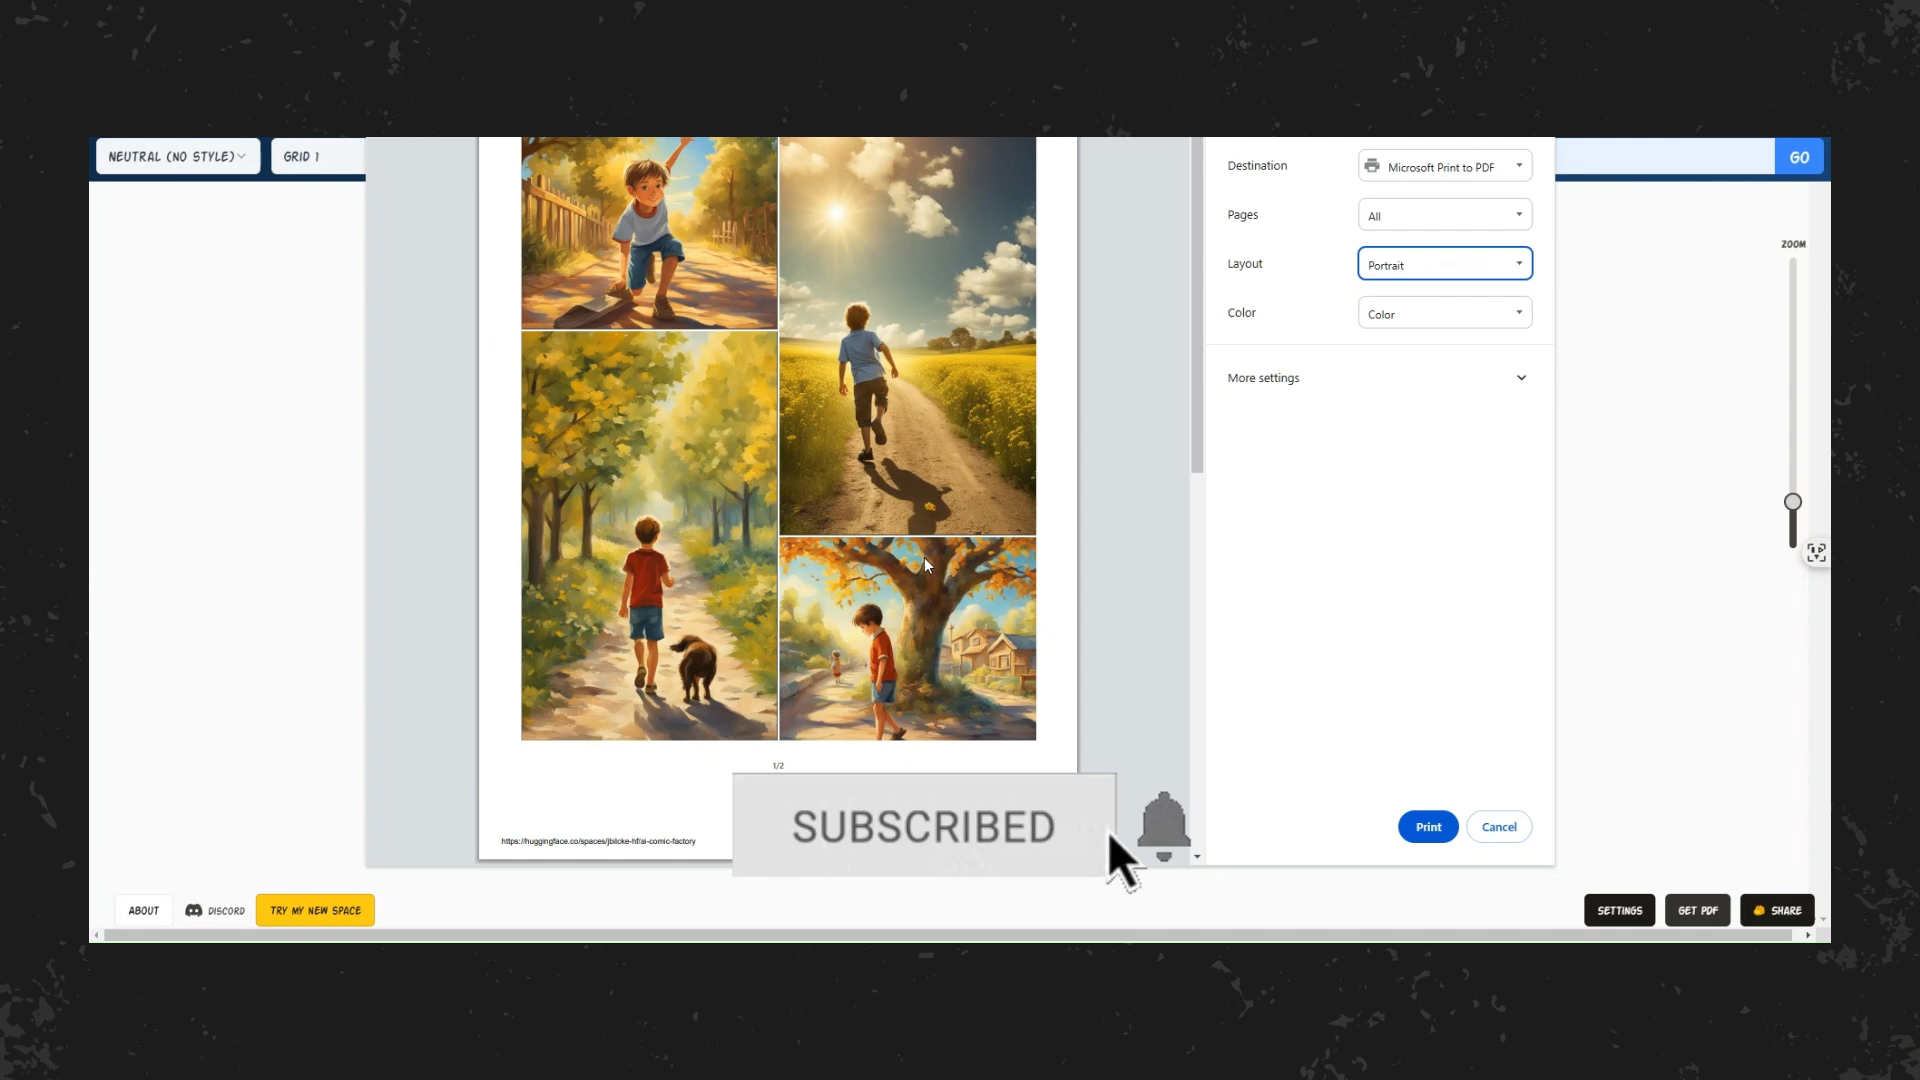 NEUTRAL (NO STYLE)
GRID 1
GO
Destination
Microsoft Print to PDF
Pages
All
Layout
Portrait
Color
Color
More settings
ZOOM
1/2
https://huggingface.co/spaces/jbilcke-hf/ai-comic-factory
SUBSCRIBED
Print
Cancel
ABOUT
DISCORD
TRY MY NEW SPACE
SETTINGS
GET PDF
SHARE